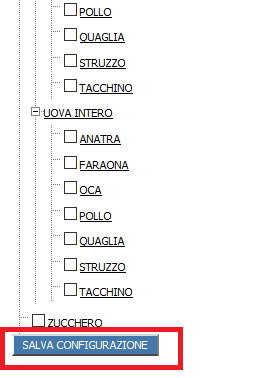 POLLO
QUAGLIA
STRUZZO
TACCHINO
UOVA INTERO
ANATRA
FARAONA
OCA
POLLO
QUAGLIA
STRUZZO
TACCHINO
ZUCCHERO
SALVA CONFIGURAZIONE